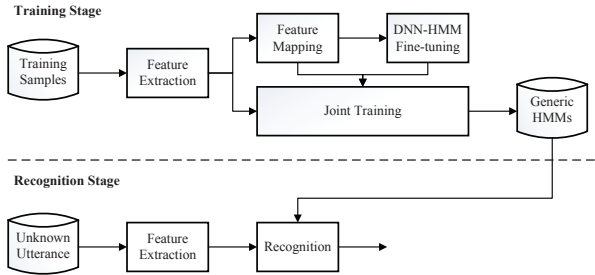 Training Stage
Training
Samples
Feature
Extraction
Feature
Mapping
DNN-HMM
Fine-tuning
Joint Training
Generic
HMMs
Recognition Stage
Unknown
Utterance
Feature
Extraction
Recognition